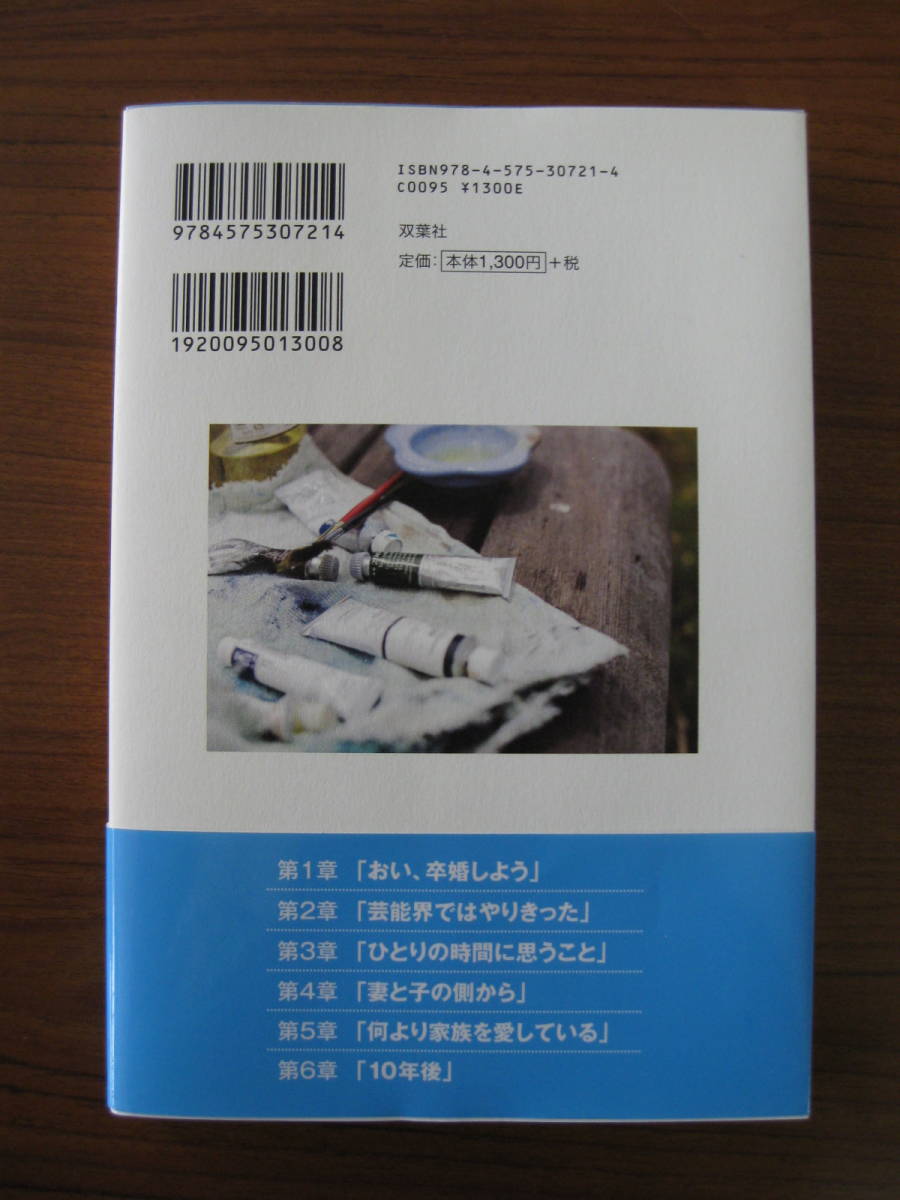 ISBN978-4-575-30721-4
C0095 ¥1300E
9784575307214
双葉社
定価：本体1,300円＋税
1920095013008
第1章 「おい、卒婚しよう」
第2章 「芸能界ではやりきった」
第3章 「ひとりの時間に思うこと」
第4章 「妻と子の側から」
第5章 「何より家族を愛している」
第6章 「10年後」